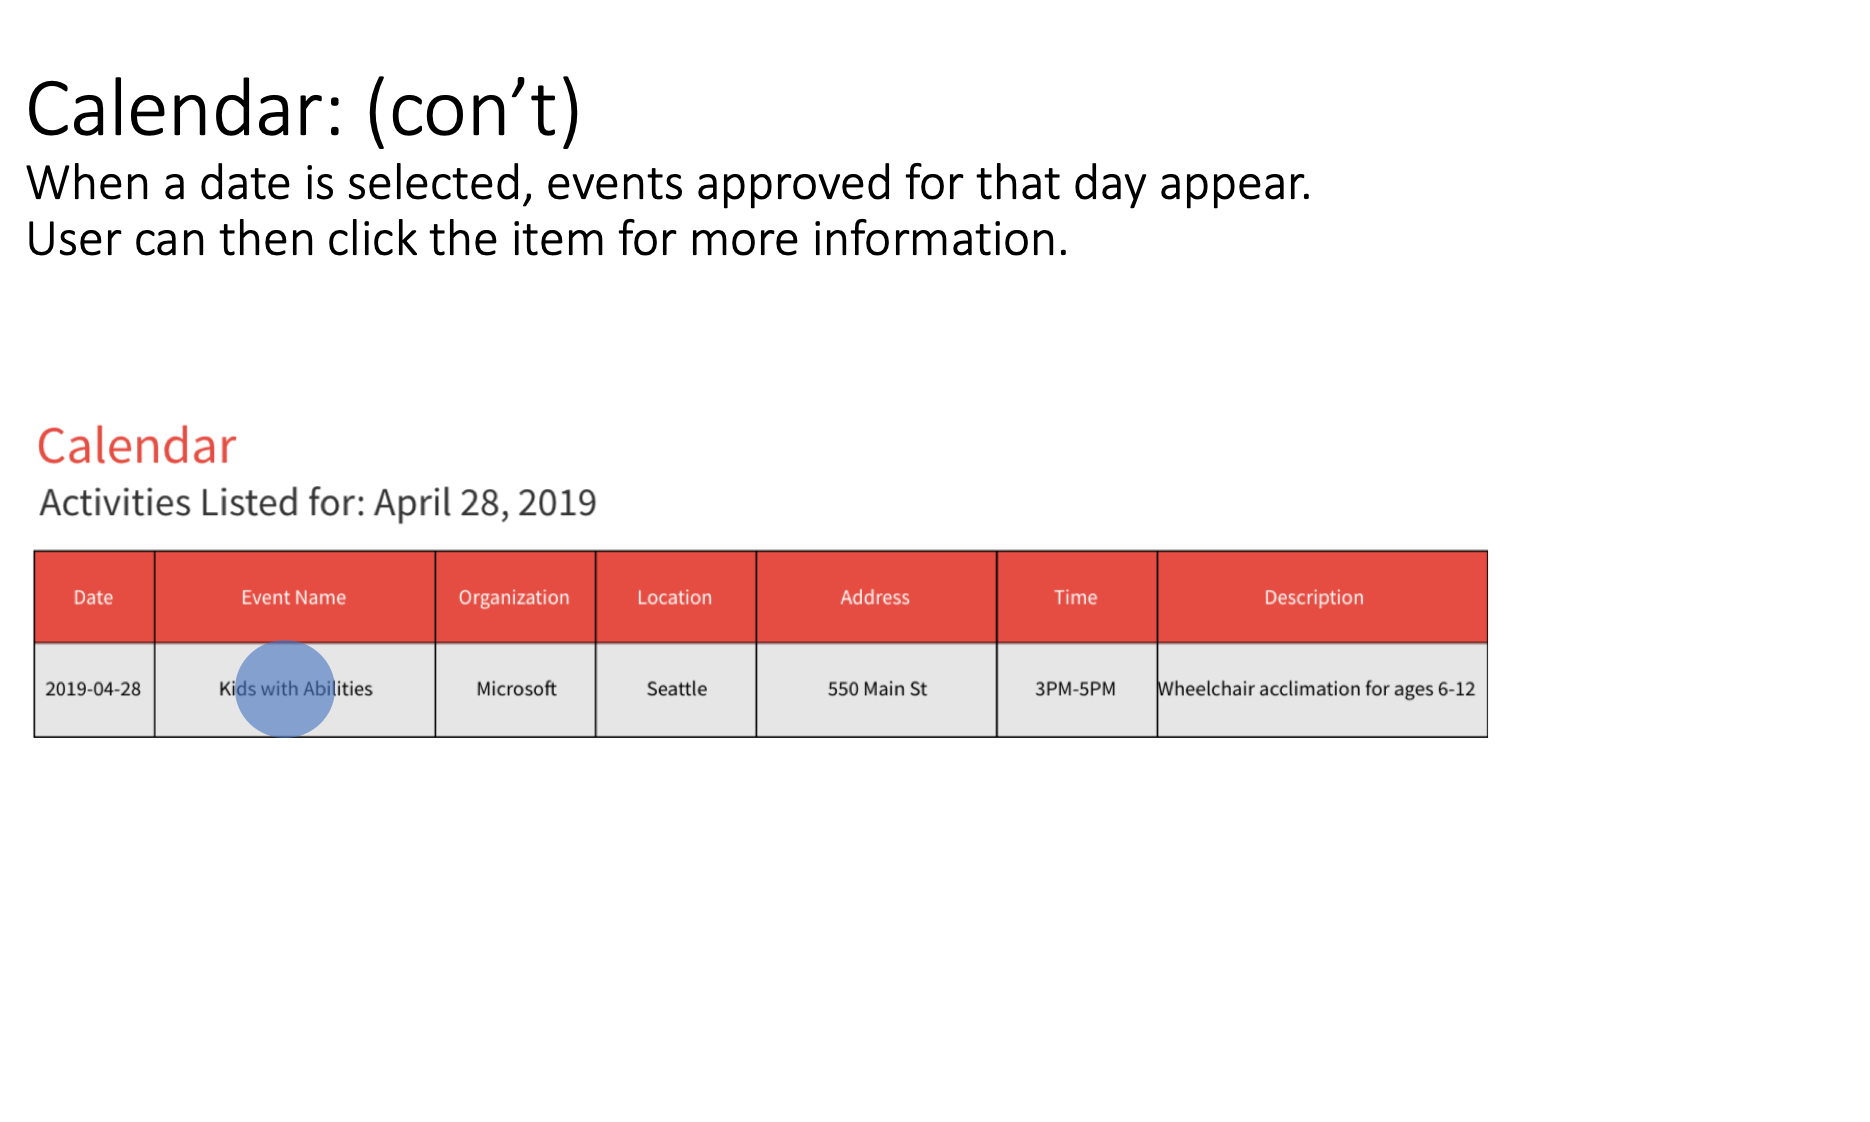 Calendar: (con’t)
When a date is selected, events approved for that day appear.
User can then click the item for more information.
Calendar
Activities Listed for: April 28, 2019
Date Event Name Organization Location Address Time Description
2019-04-28 Kids with Abilities Microsoft Seattle 550 Main St 3PM-5PM Wheelchair acclimation for ages 6-12